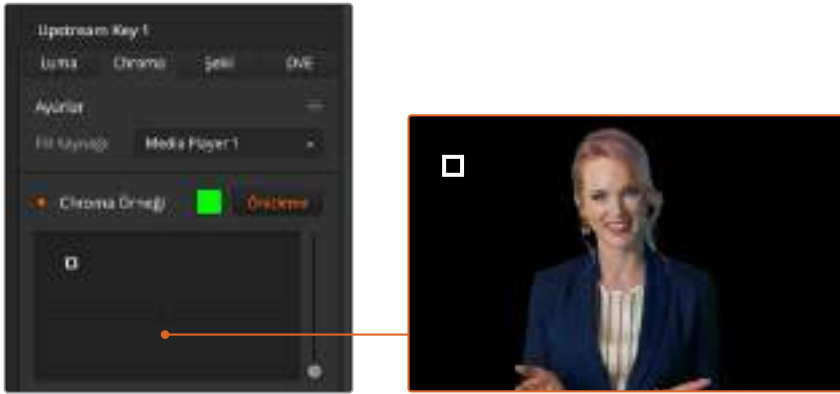 Upstream Key 1
Luma Chroma Şekil DVE
Ayarlar
Fill Kaynağı Media Player 1
Chroma Örneği Önizleme